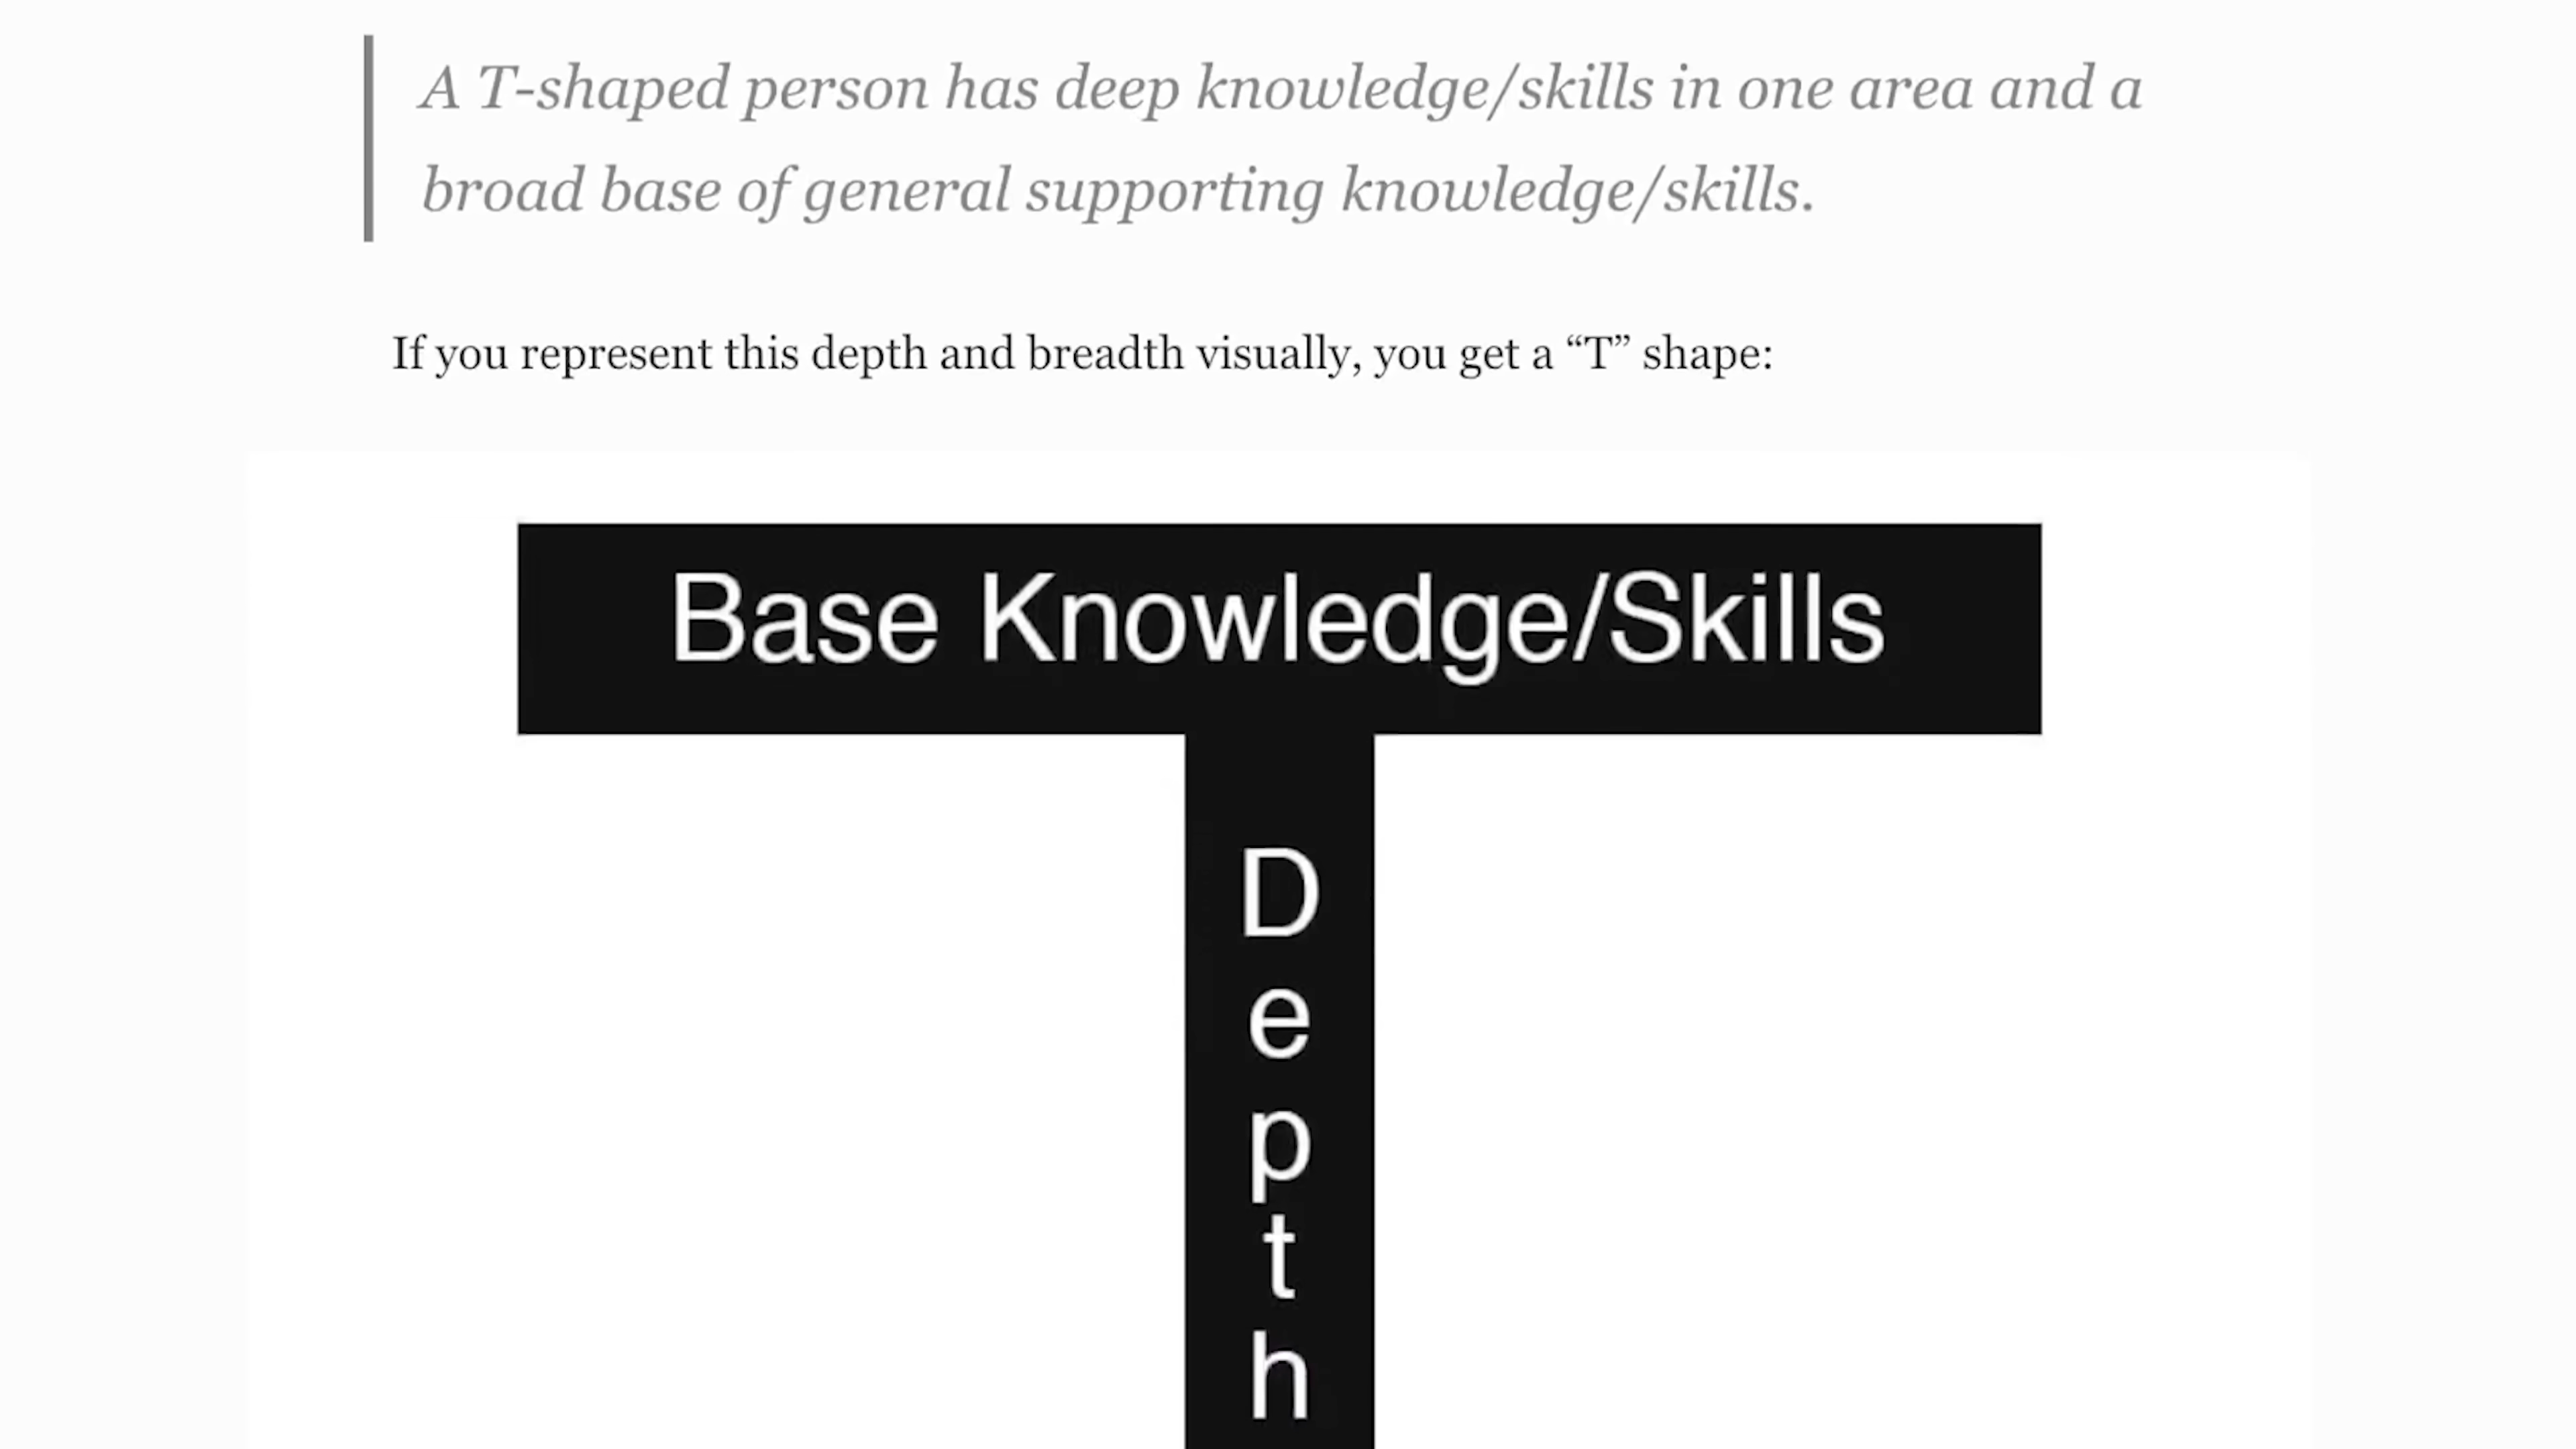 A T-shaped person has deep knowledge/skills in one area and a
broad base of general supporting knowledge/skills.
If you represent this depth and breadth visually, you get a “T” shape:
Base Knowledge/Skills
D
e
p
t
h